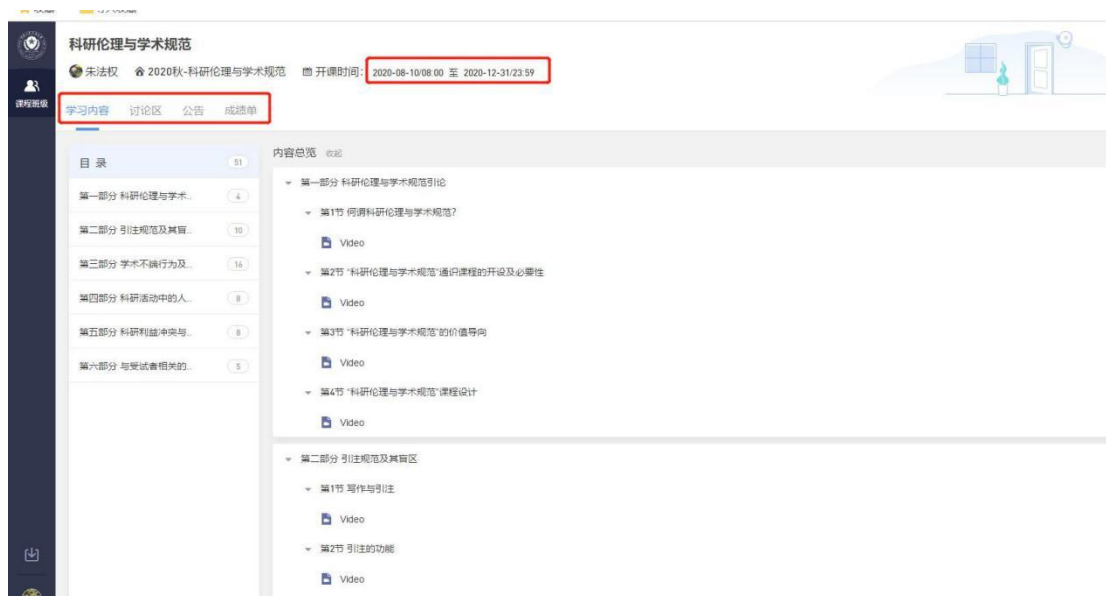 科研伦理与学术规范
朱法权 2020秋-科研伦理与学术规范 开课时间: 2020-08-10/08:00 至 2020-12-31/23:59
课程班级
学习内容 讨论区 公告 成绩单
目录 51
内容总览 收起
第一部分 科研伦理与学术规范引论
第一部分 科研伦理与学术.. 4
第1节 何谓科研伦理与学术规范?
第二部分 引注规范及其盲.. 10
Video
第三部分 学术不端行为及.. 16
第2节 “科研伦理与学术规范”通识课程的开设及必要性
第四部分 科研活动中的人.. 8
Video
第五部分 科研利益冲突与.. 8
第3节 “科研伦理与学术规范”的价值导向
第六部分 与受试者相关的.. 5
Video
第4节 “科研伦理与学术规范”课程设计
Video
第二部分 引注规范及其盲区
第1节 写作与引注
Video
第2节 引注的功能
Video